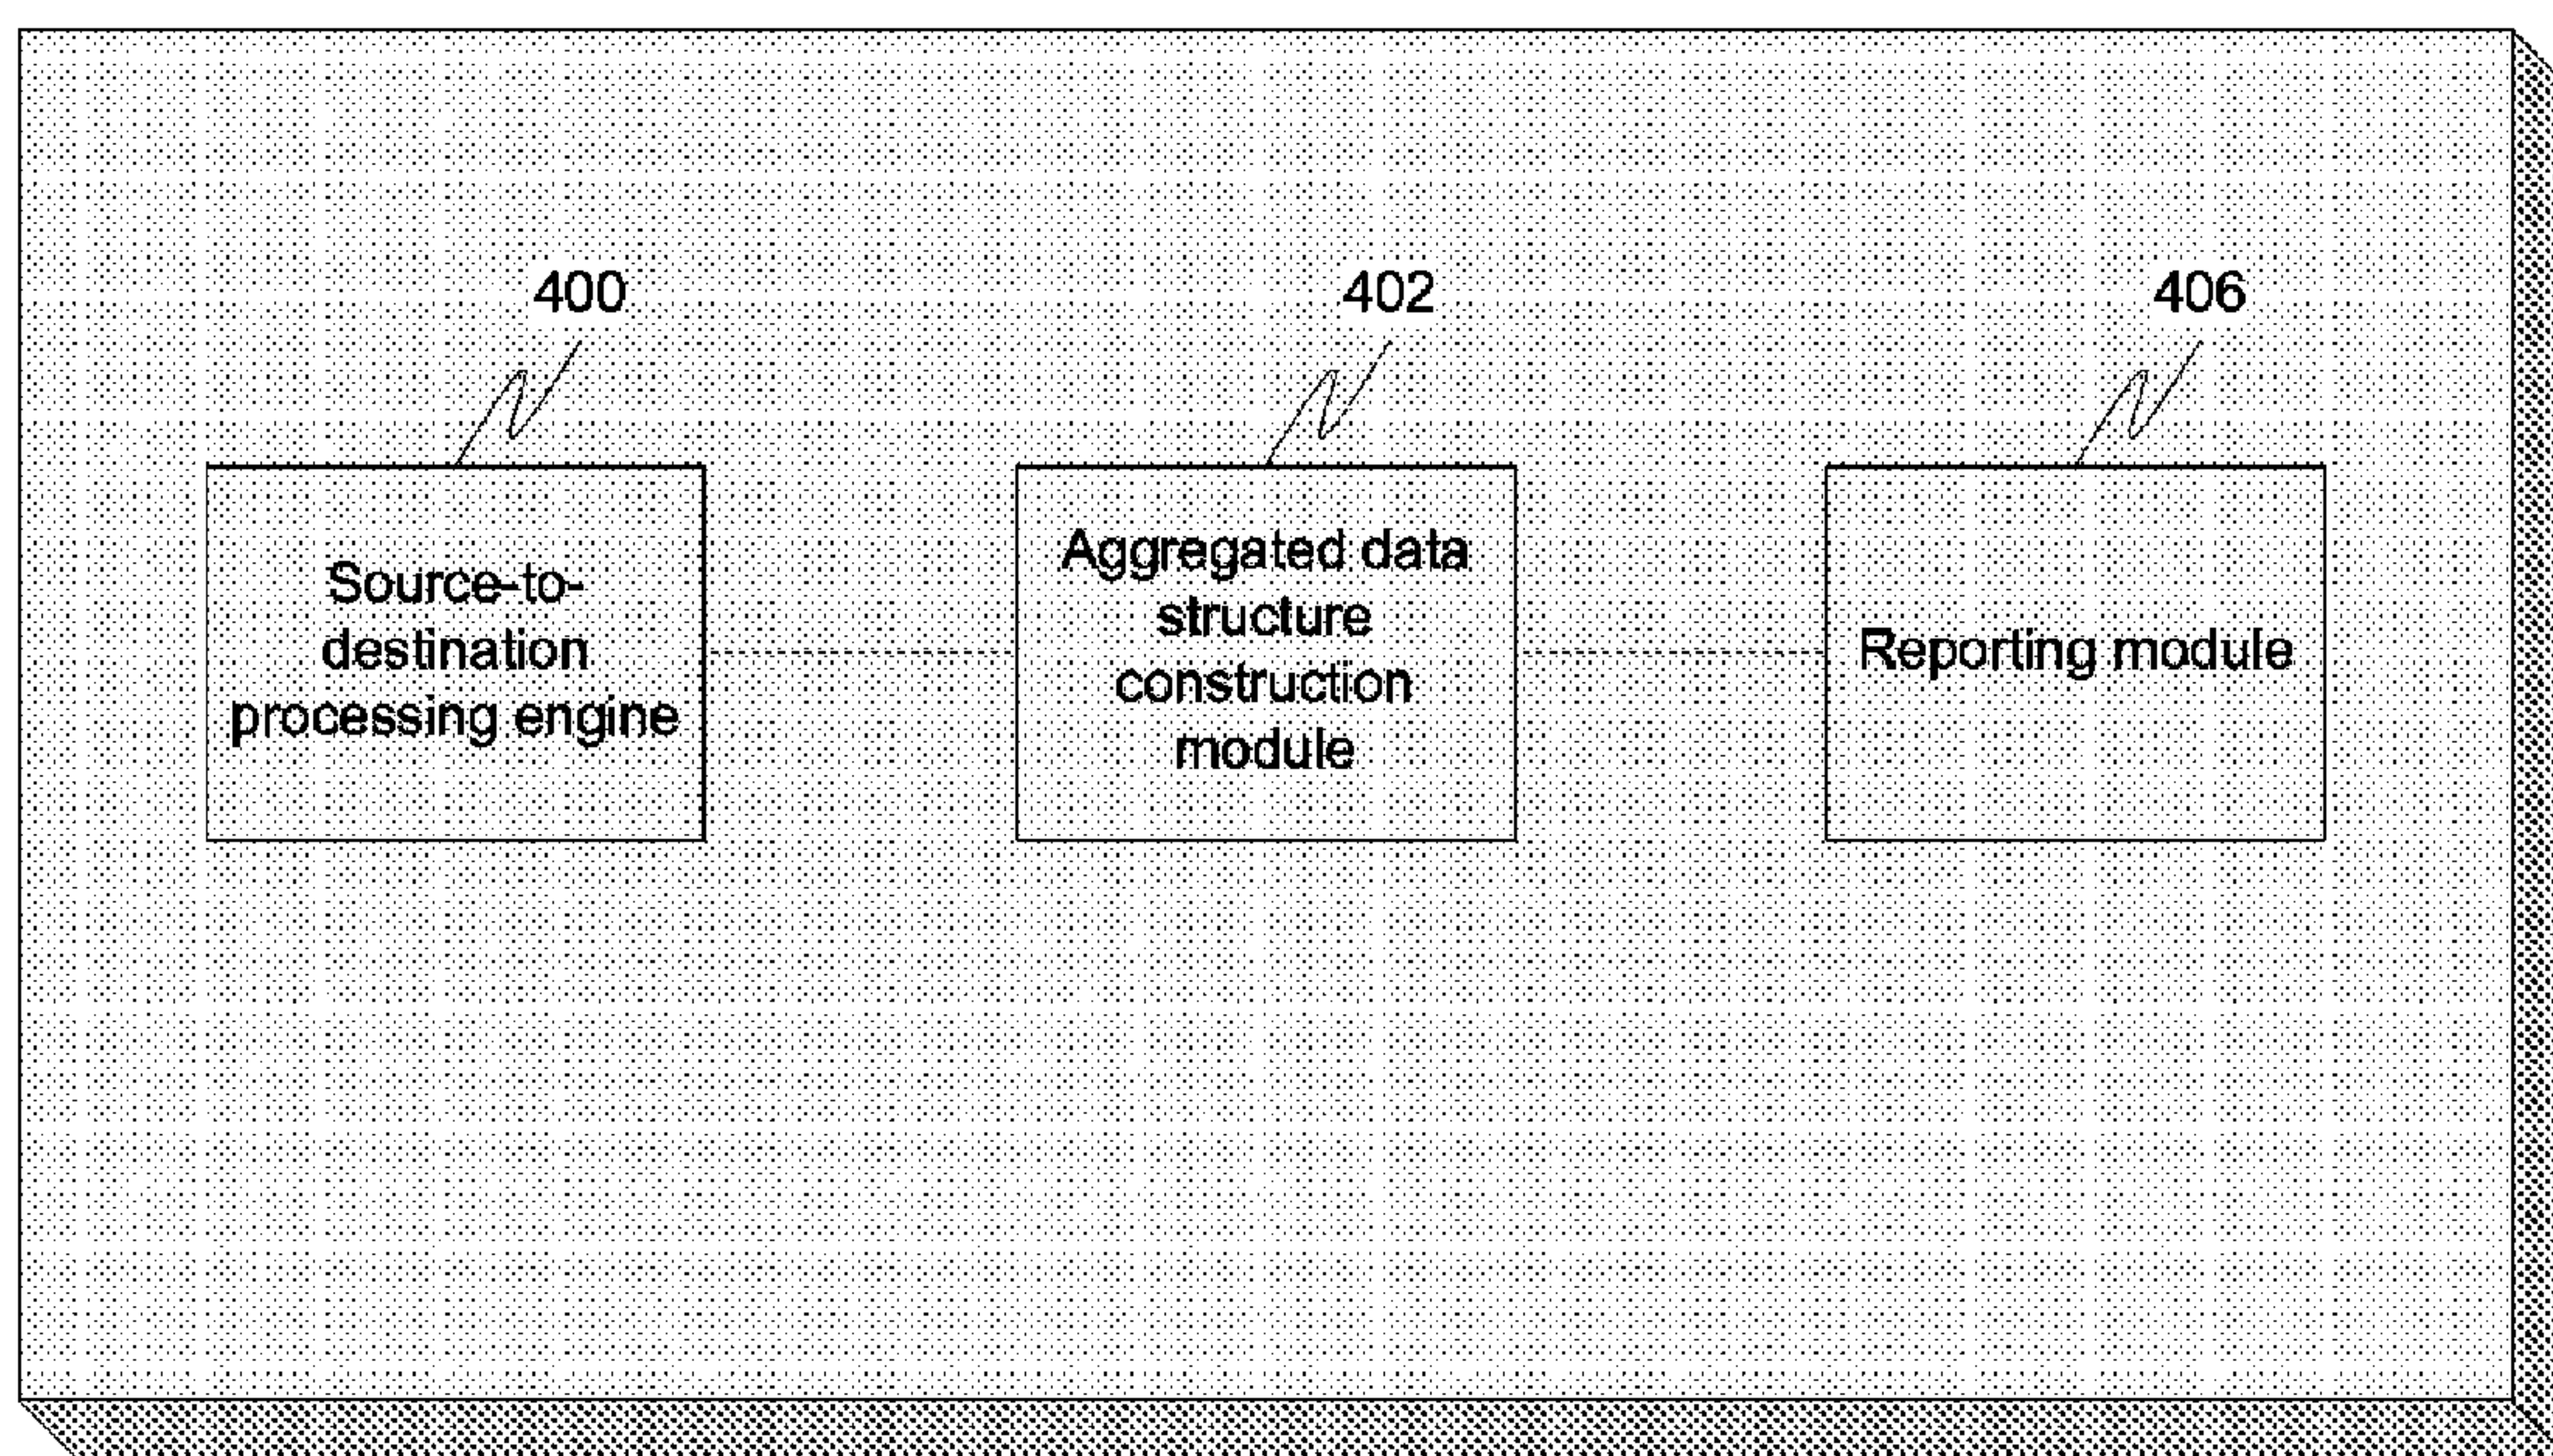 400
402
406
Source-to-
destination
processing engine
Aggregated data
structure
construction
module
Reporting module